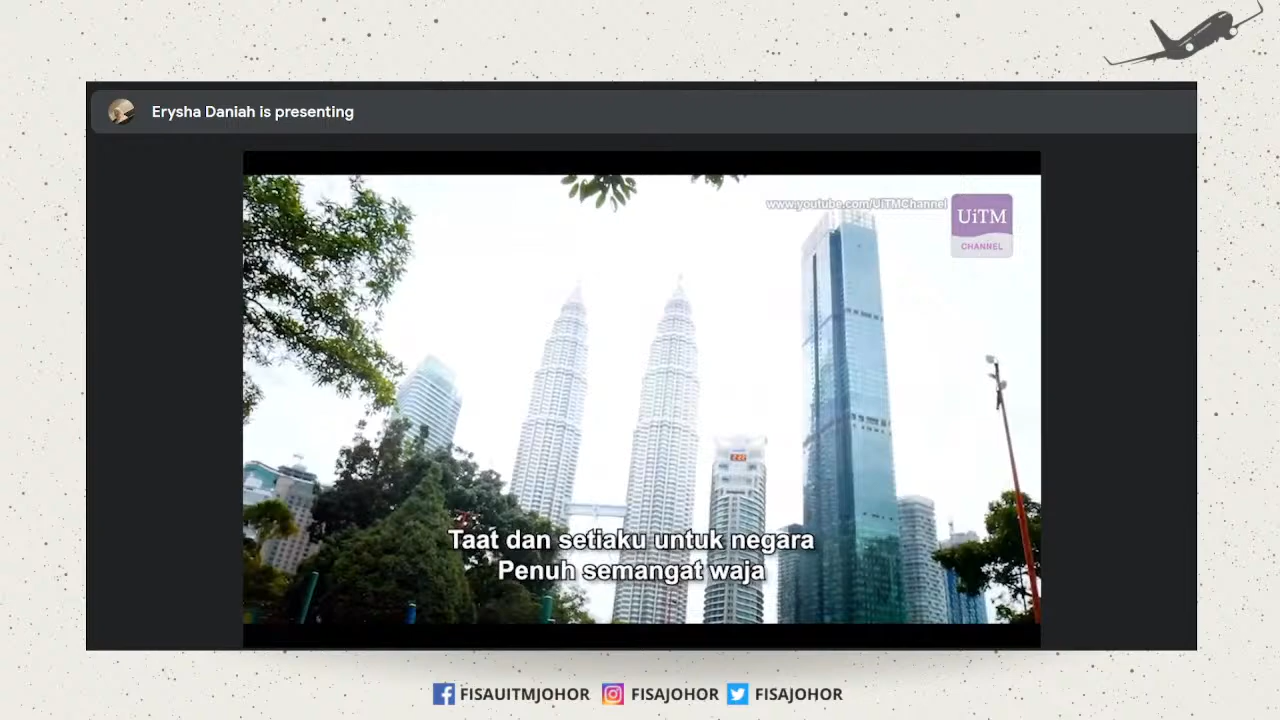 Erysha Daniah is presenting
www.youtube.com/UiTMChannel
UiTM
CHANNEL
Taat dan setiaku untuk negara
Penuh semangat waja
FISAUITMJOHOR FISAJOHOR FISAJOHOR